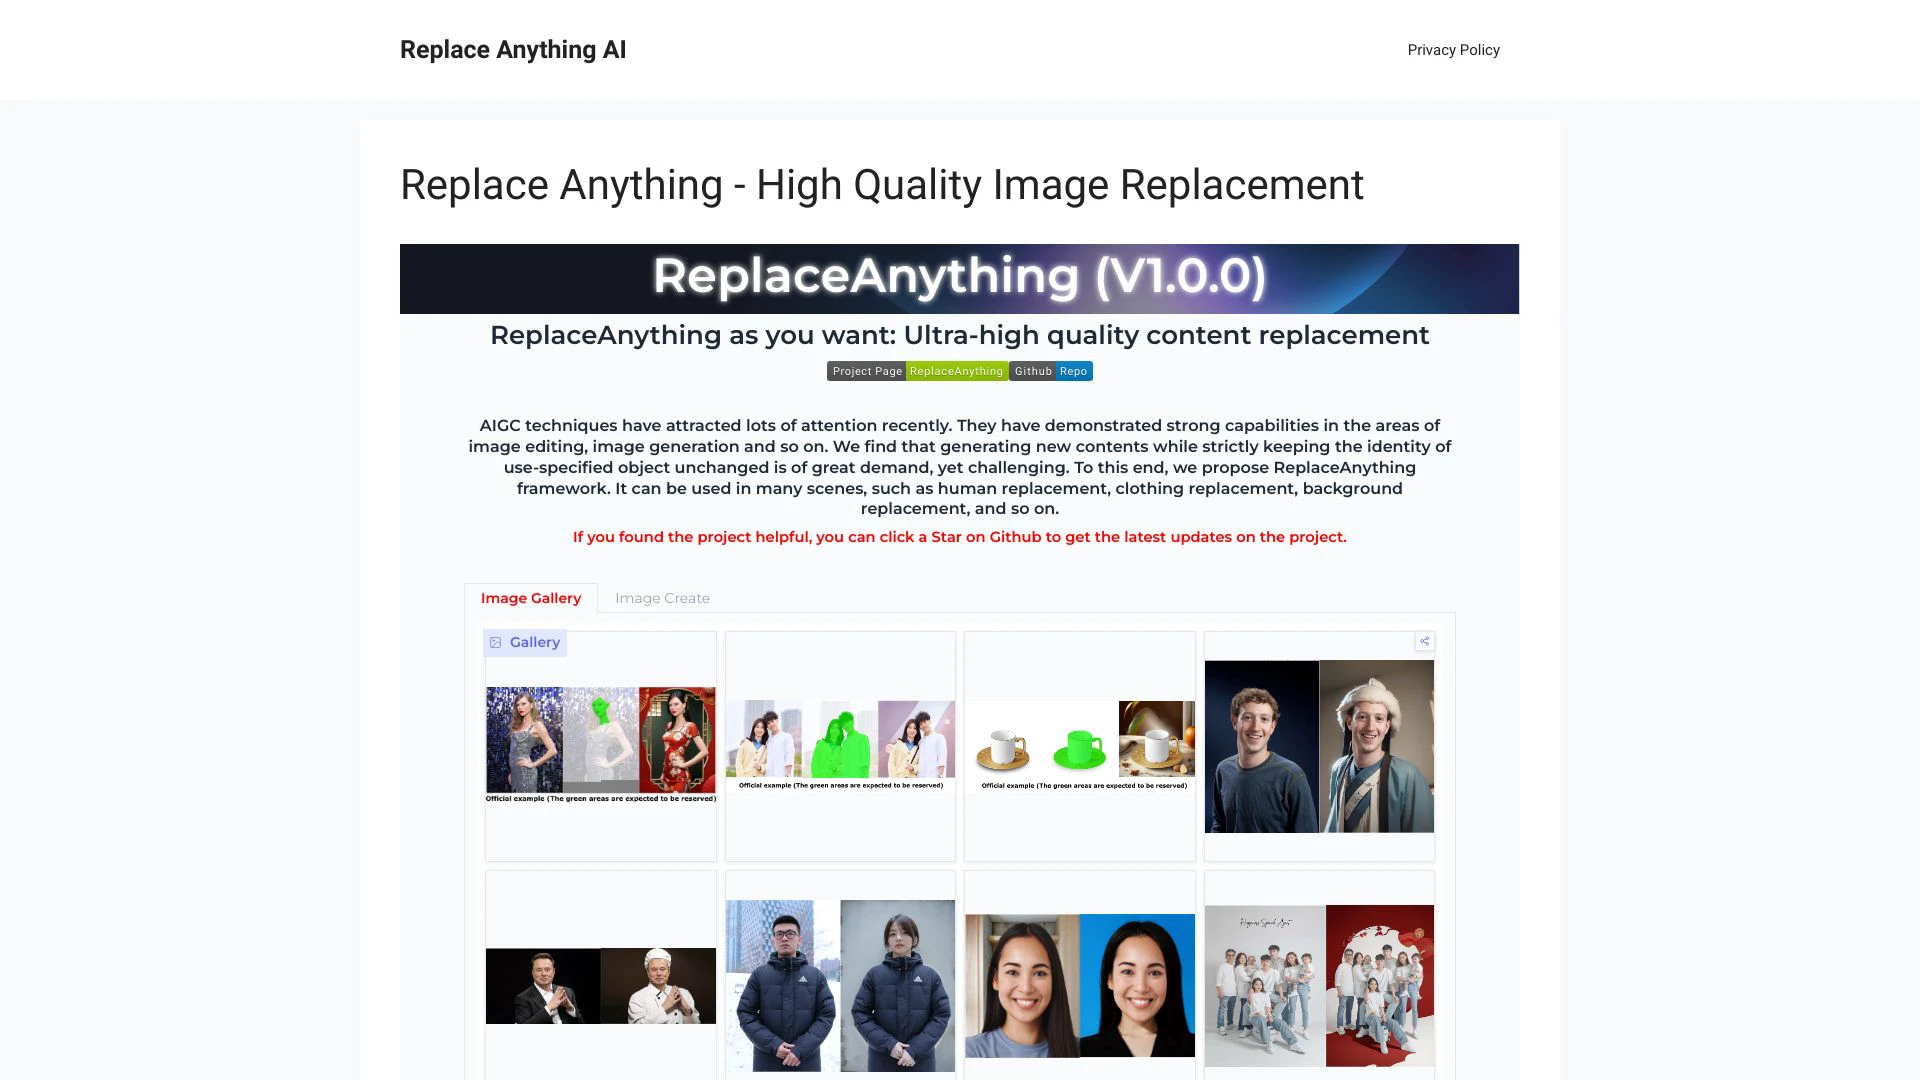 Replace Anything AI
Privacy Policy
Replace Anything - High Quality Image Replacement
ReplaceAnything (V1.0.0)
ReplaceAnything as you want: Ultra-high quality content replacement
Project Page ReplaceAnything Github Repo
AIGC techniques have attracted lots of attention recently. They have demonstrated strong capabilities in the areas of
image editing, image generation and so on. We find that generating new contents while strictly keeping the identity of
use-specified object unchanged is of great demand, yet challenging. To this end, we propose ReplaceAnything
framework. It can be used in many scenes, such as human replacement, clothing replacement, background
replacement, and so on.
If you found the project helpful, you can click a Star on Github to get the latest updates on the project.
Image Gallery
Image Create
Gallery
Official example (The green areas are expected to be reserved)
Official example (The green areas are expected to be reserved)
Official example (The green areas are expected to be reserved)